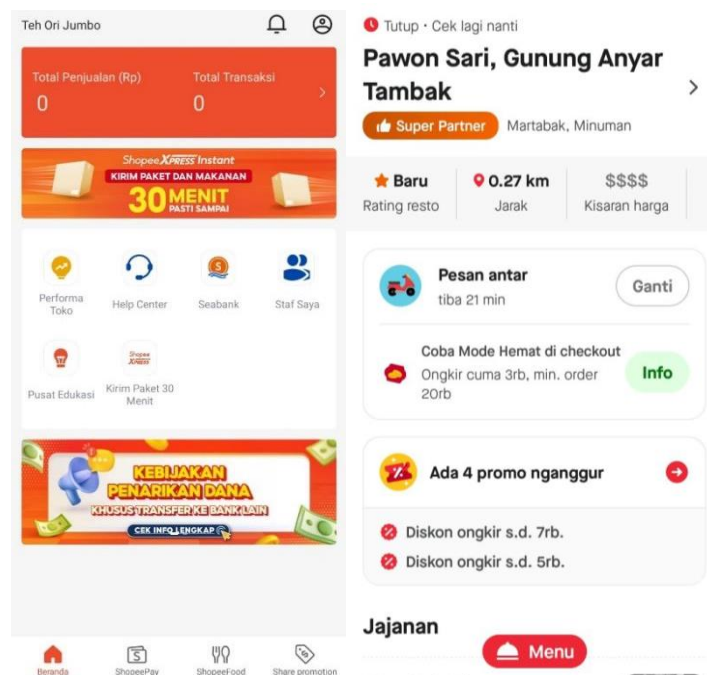 Teh Ori Jumbo
Total Penjualan (Rp)
Total Transaksi
0
0
ShopeeXPRESS Instant
KIRIM PAKET DAN MAKANAN
30 MENIT
PASTI SAMPAI
Performa
Toko
Help Center
Seabank
Staf Saya
Shopee
XPRESS
Pusat Edukasi
Kirim Paket 30
Menit
KEBIJAKAN
PENARIKAN DANA
KHUSUS TRANSFER KE BANK LAIN
CEK INFO LENGKAP
Beranda
ShopeePay
ShopeeFood
Share promotion
Tutup · Cek lagi nanti
Pawon Sari, Gunung Anyar
Tambak
Super Partner
Martabak, Minuman
Baru
0.27 km
$$$$
Rating resto
Jarak
Kisaran harga
Pesan antar
tiba 21 min
Ganti
Coba Mode Hemat di checkout
Ongkir cuma 3rb, min. order
20rb
Info
Ada 4 promo nganggur
Diskon ongkir s.d. 7rb.
Diskon ongkir s.d. 5rb.
Jajanan
Menu